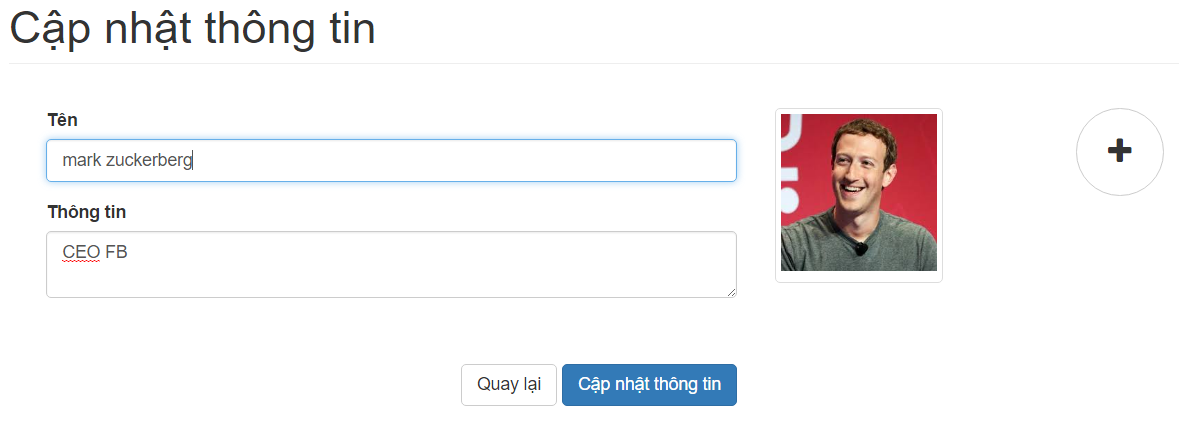 Cập nhật thông tin
Tên
mark zuckerberg
Thông tin
CEO FB
Quay lại
Cập nhật thông tin